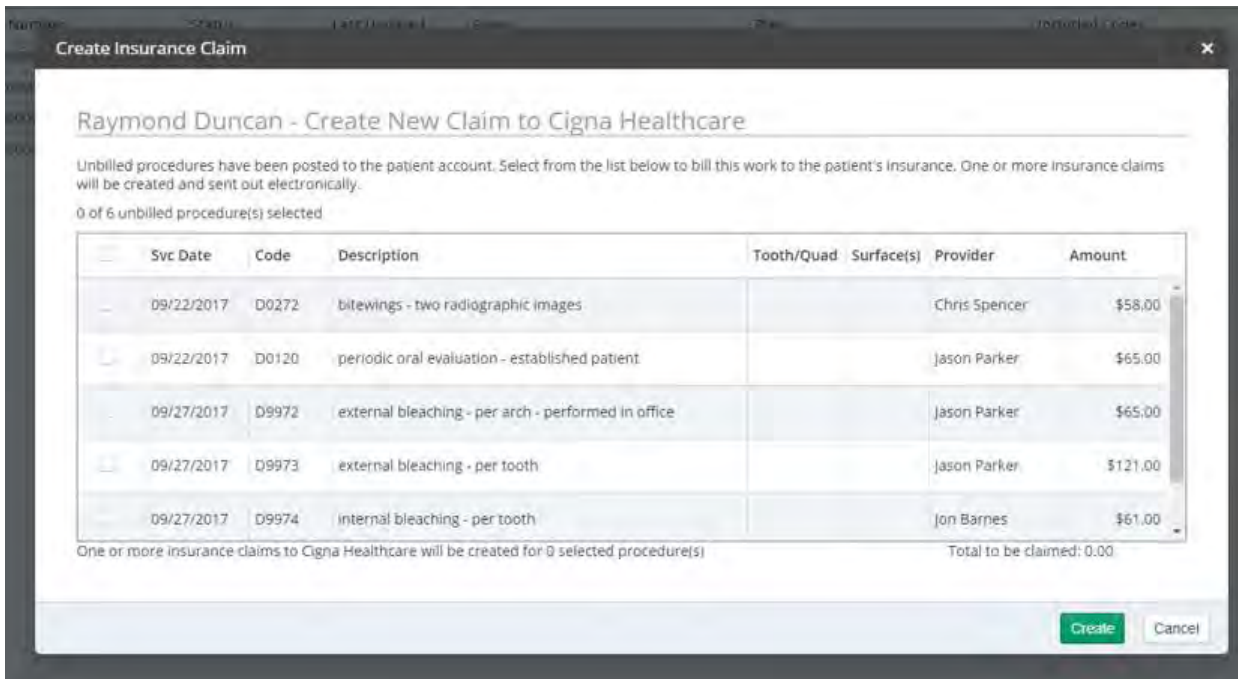 Create Insurance Claim
×
Raymond Duncan - Create New Claim to Cigna Healthcare
Unbilled procedures have been posted to the patient account. Select from the list below to bill this work to the patient's insurance. One or more insurance claims
will be created and sent out electronically.
0 of 6 unbilled procedure(s) selected
Svc Date Code Description Tooth/Quad Surface(s) Provider Amount
09/22/2017 D0272 bitewings - two radiographic images Chris Spencer $58.00
09/22/2017 D0120 periodic oral evaluation - established patient Jason Parker $65.00
09/27/2017 D9972 external bleaching - per arch - performed in office Jason Parker $65.00
09/27/2017 D9973 external bleaching - per tooth Jason Parker $121.00
09/27/2017 D9974 internal bleaching - per tooth Jon Barnes $61.00
One or more insurance claims to Cigna Healthcare will be created for 0 selected procedure(s) Total to be claimed: 0.00
Create Cancel